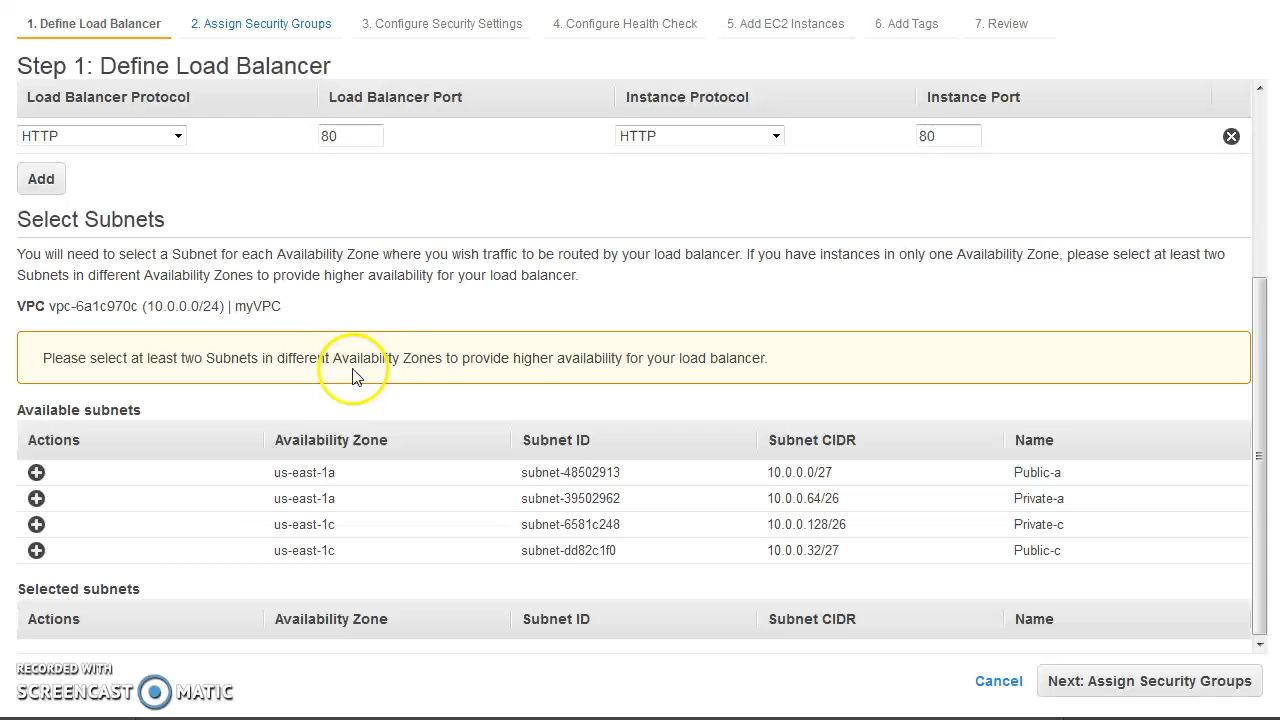 1. Define Load Balancer 2. Assign Security Groups 3. Configure Security Settings 4. Configure Health Check 5. Add EC2 Instances 6. Add Tags 7. Review
Step 1: Define Load Balancer
Load Balancer Protocol Load Balancer Port Instance Protocol Instance Port
HTTP 80 HTTP 80
Add
Select Subnets
You will need to select a Subnet for each Availability Zone where you wish traffic to be routed by your load balancer. If you have instances in only one Availability Zone, please select at least two
Subnets in different Availability Zones to provide higher availability for your load balancer.
VPC vpc-6a1c970c (10.0.0.0/24) | myVPC
Please select at least two Subnets in different Availability Zones to provide higher availability for your load balancer.
Available subnets
Actions Availability Zone Subnet ID Subnet CIDR Name
us-east-1a subnet-48502913 10.0.0.0/27 Public-a
us-east-1a subnet-39502962 10.0.0.64/26 Private-a
us-east-1c subnet-6581c248 10.0.0.128/26 Private-c
us-east-1c subnet-dd82c1f0 10.0.0.32/27 Public-c
Selected subnets
Actions Availability Zone Subnet ID Subnet CIDR Name
RECORDED WITH
SCREENCAST MATIC
Cancel Next: Assign Security Groups